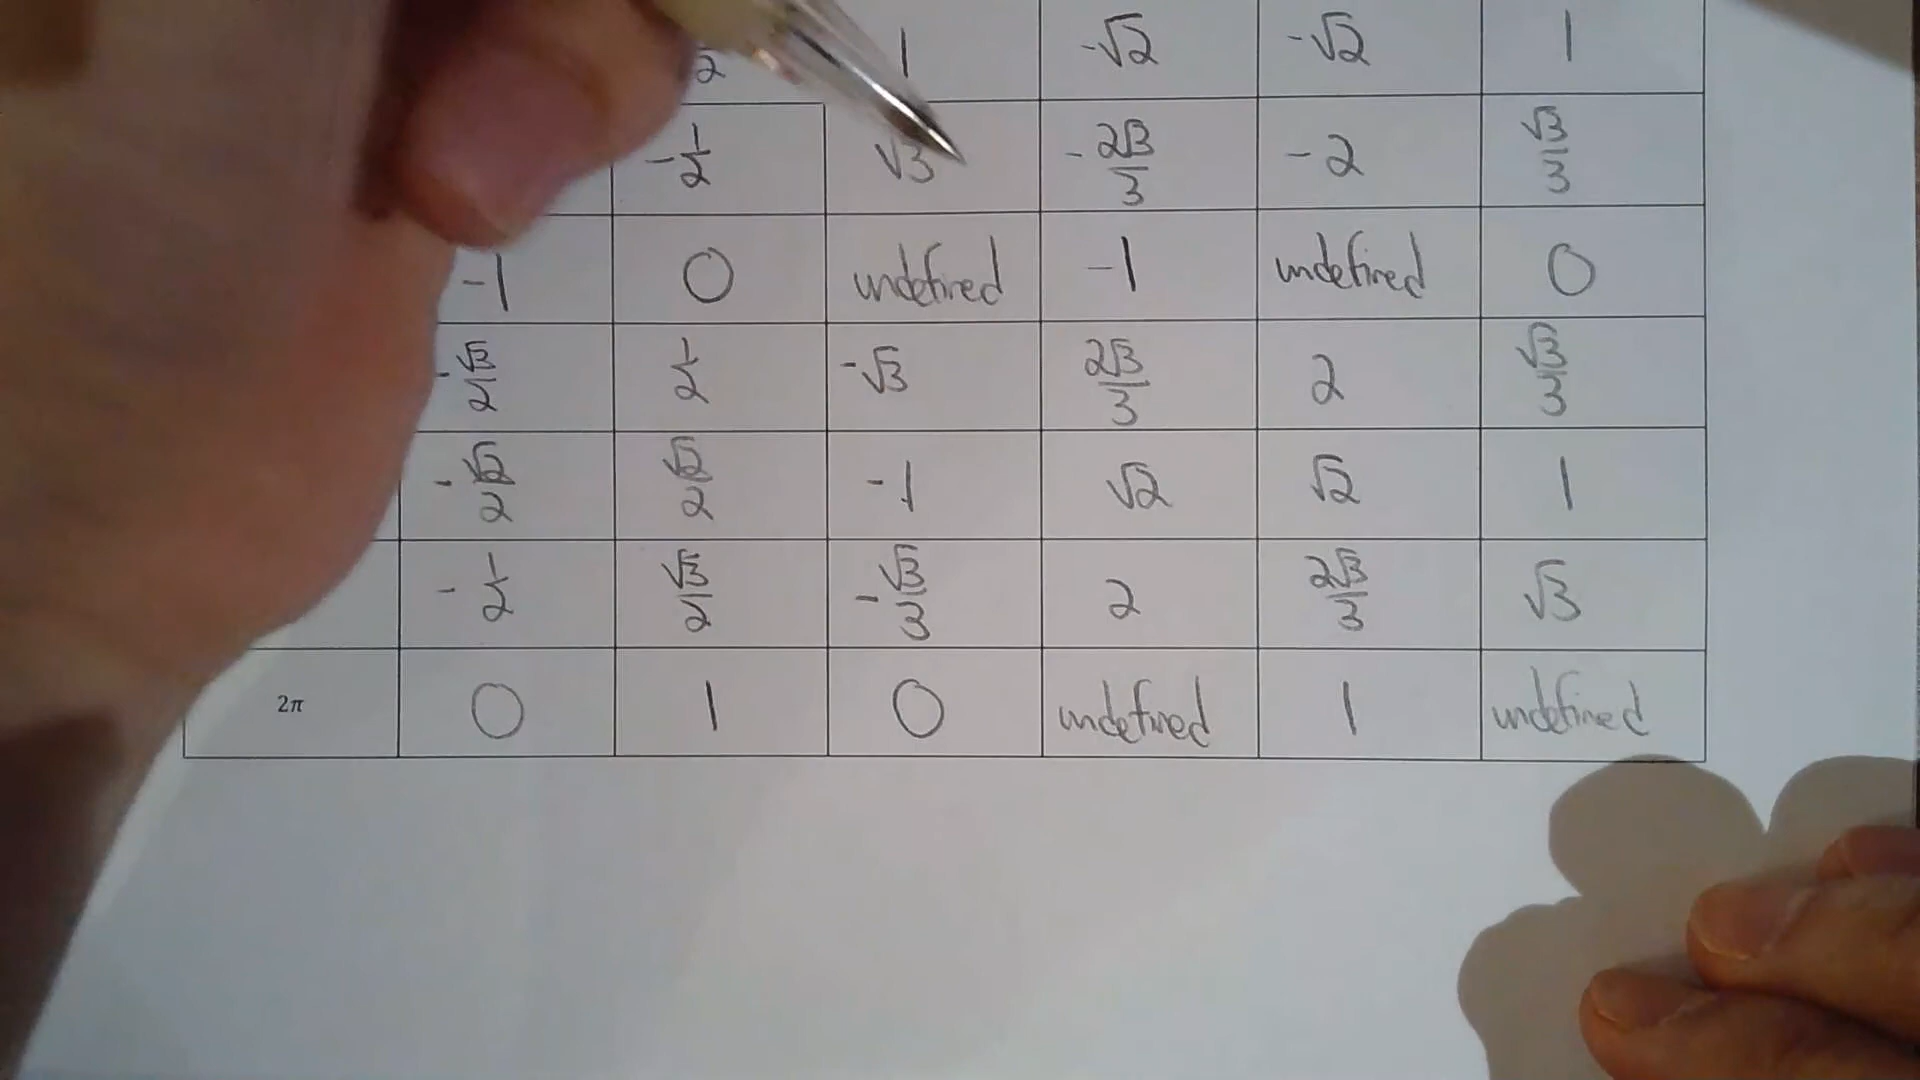 2 1 -√2 -√2 1
-1/2 √3 -2√3/3 -2 √3/3
-1 0 undefined -1 undefined 0
-√3/2 1/2 -√3 2√3/3 2 √3/3
-√2/2 √2/2 -1 √2 √2 1
-1/2 √3/2 -√3/3 2 2√3/3 √3
2π 0 1 0 undefined 1 undefined